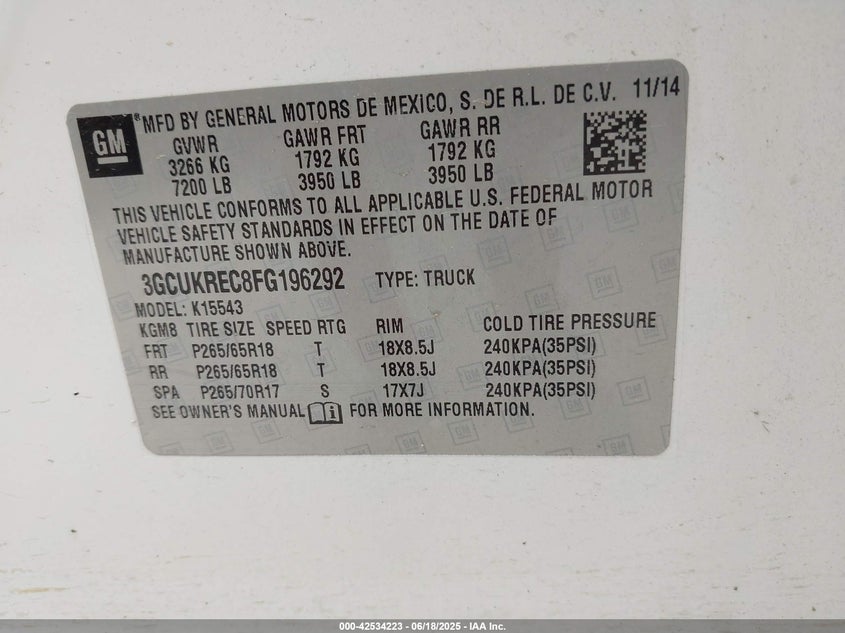 GM ®MFD BY GENERAL MOTORS DE MEXICO, S. DE R.L. DE C.V. 11/14
GVWR GAWR FRT GAWR RR
3266 KG 1792 KG 1792 KG
7200 LB 3950 LB 3950 LB
THIS VEHICLE CONFORMS TO ALL APPLICABLE U.S. FEDERAL MOTOR
VEHICLE SAFETY STANDARDS IN EFFECT ON THE DATE OF
MANUFACTURE SHOWN ABOVE.
3GCUKREC8FG196292 TYPE: TRUCK
MODEL: K15543
KGM8 TIRE SIZE SPEED RTG RIM COLD TIRE PRESSURE
FRT P265/65R18 T 18X8.5J 240KPA(35PSI)
RR P265/65R18 T 18X8.5J 240KPA(35PSI)
SPA P265/70R17 S 17X7J 240KPA(35PSI)
SEE OWNER'S MANUAL FOR MORE INFORMATION.
000-42534223 - 06/18/2025 - IAA Inc.